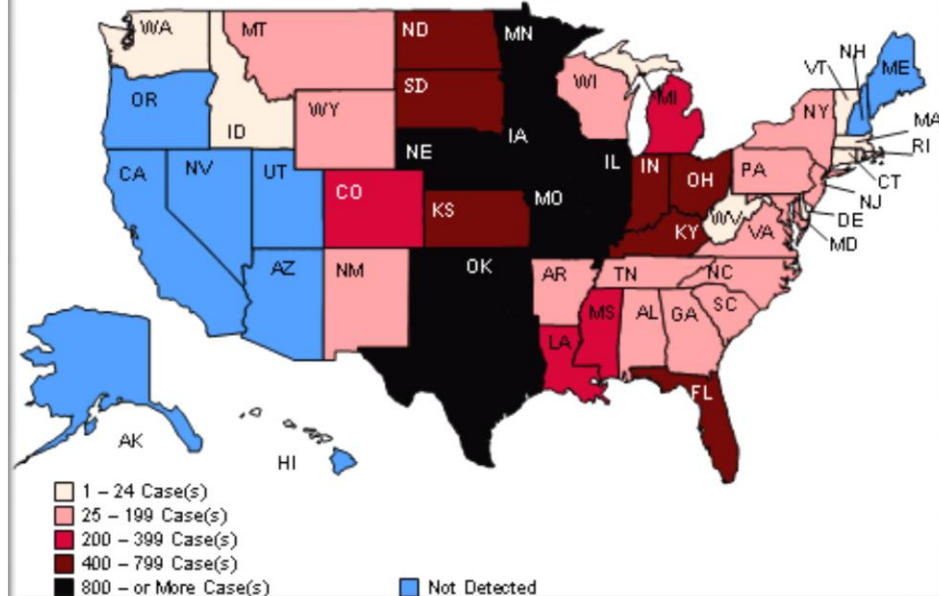 WA
MT
ND
MN
NH
ME
VT
OR
ID
WY
SD
WI
MI
NY
MA
RI
CT
NJ
DE
MD
CA
NV
UT
CO
NE
IA
IL
IN
OH
PA
WV
VA
KS
MO
KY
AZ
NM
OK
AR
TN
NC
SC
MS
AL
GA
LA
FL
AK
HI
1 – 24 Case(s)
25 – 199 Case(s)
200 – 399 Case(s)
400 – 799 Case(s)
800 – or More Case(s)
Not Detected